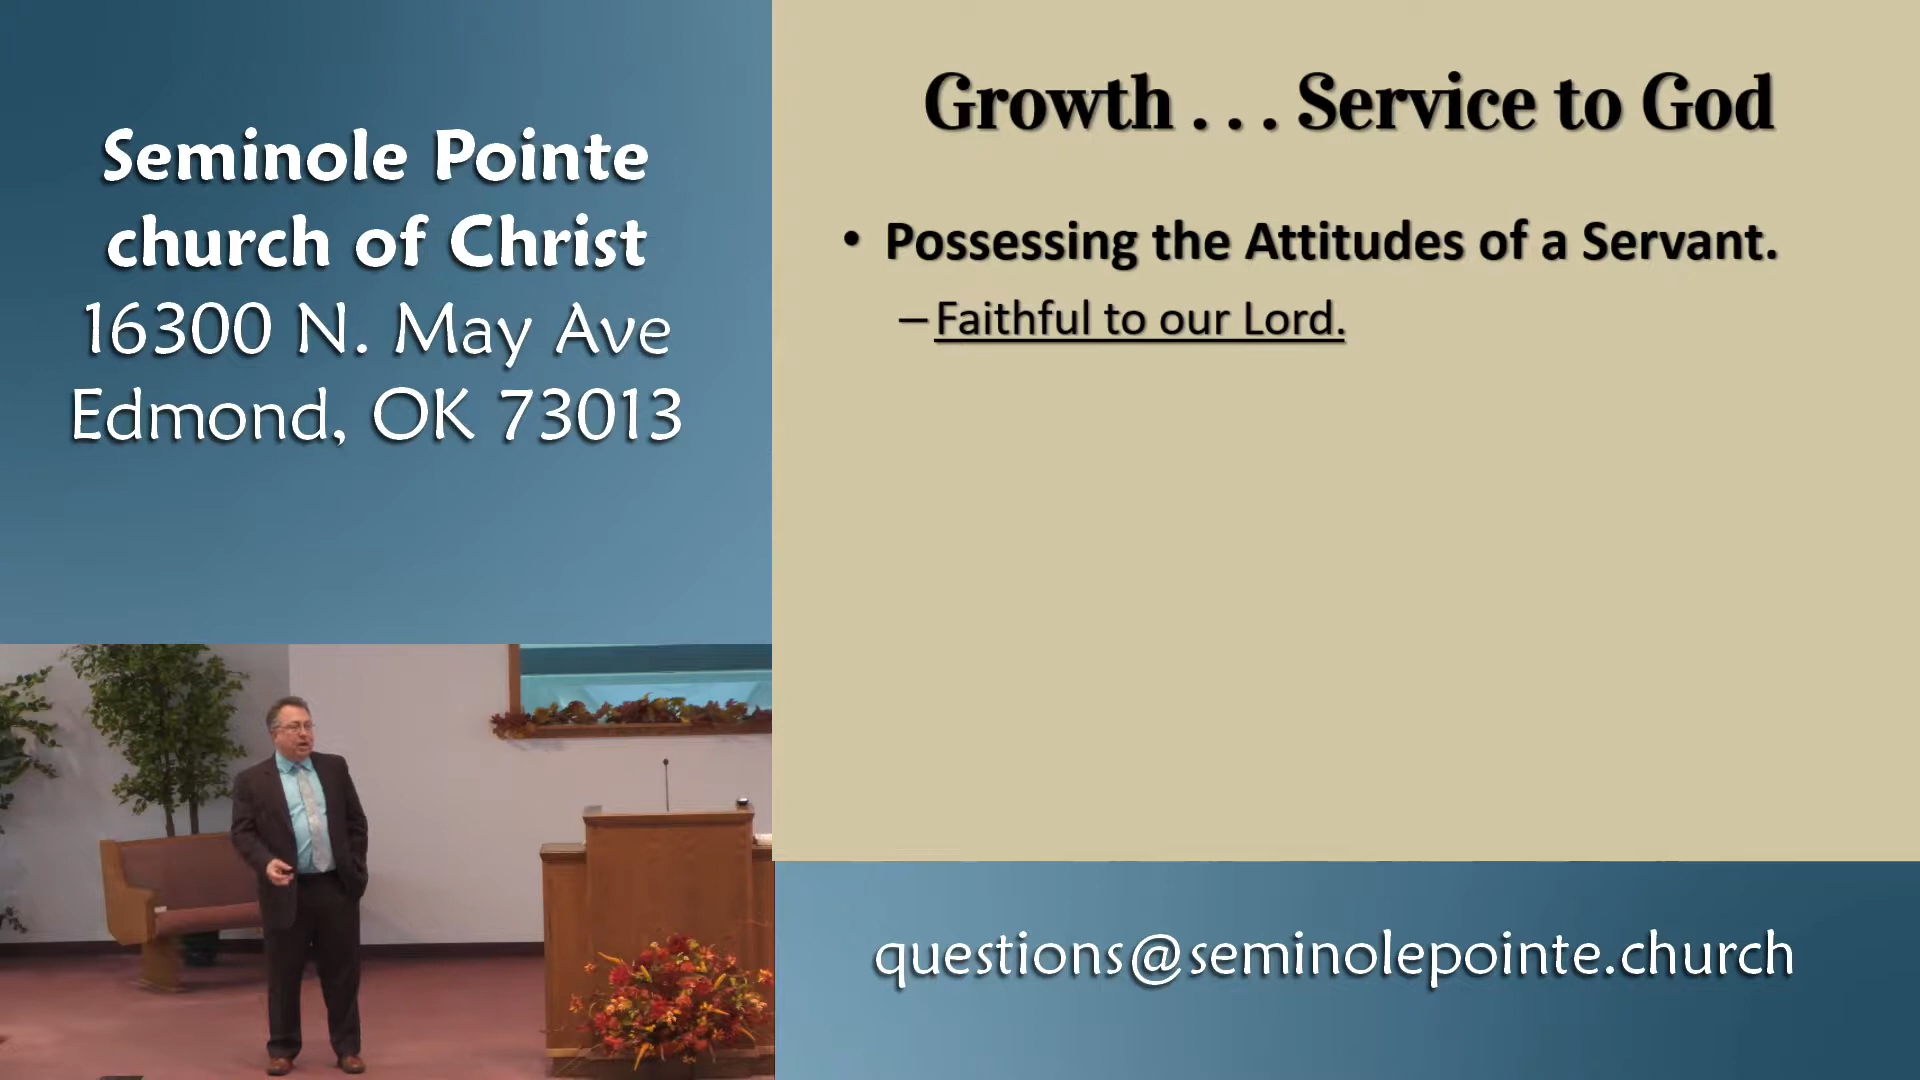 Seminole Pointe
church of Christ
16300 N. May Ave
Edmond, OK 73013
Growth . . . Service to God
• Possessing the Attitudes of a Servant.
– Faithful to our Lord.
questions@seminolepointe.church